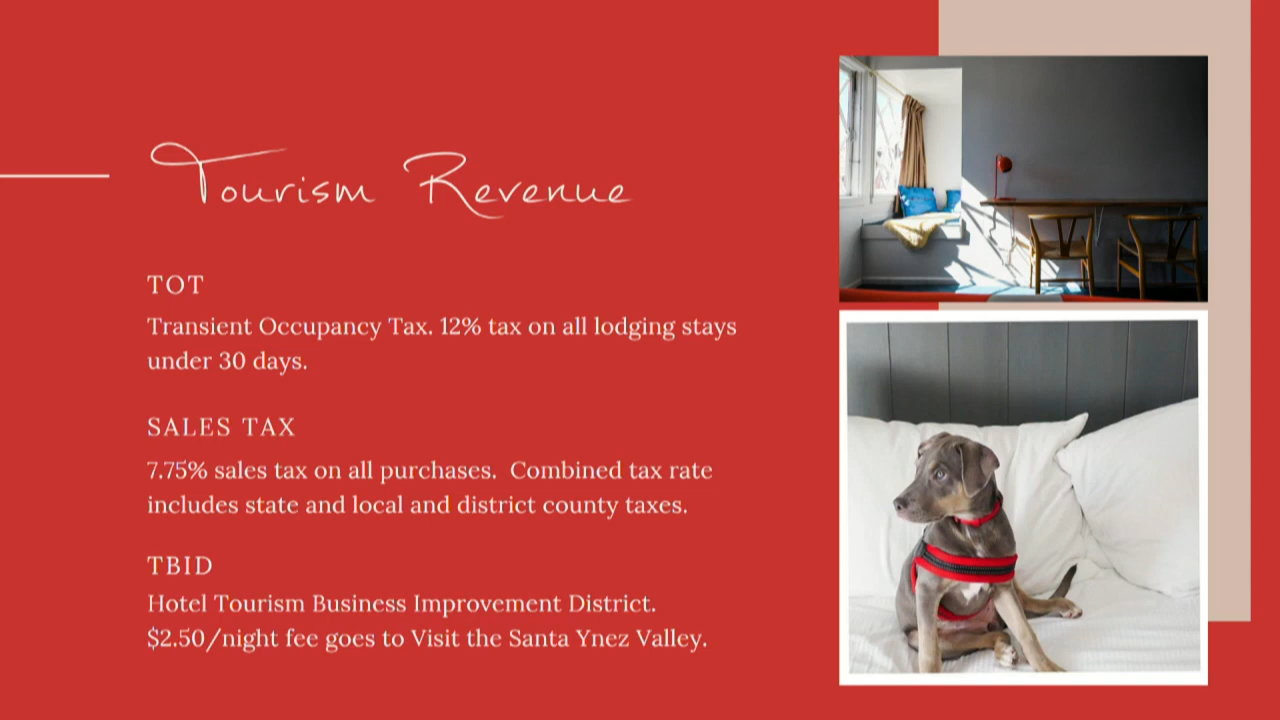 Tourism Revenue
TOT
Transient Occupancy Tax. 12% tax on all lodging stays
under 30 days.
SALES TAX
7.75% sales tax on all purchases.  Combined tax rate
includes state and local and district county taxes.
TBID
Hotel Tourism Business Improvement District.
$2.50/night fee goes to Visit the Santa Ynez Valley.